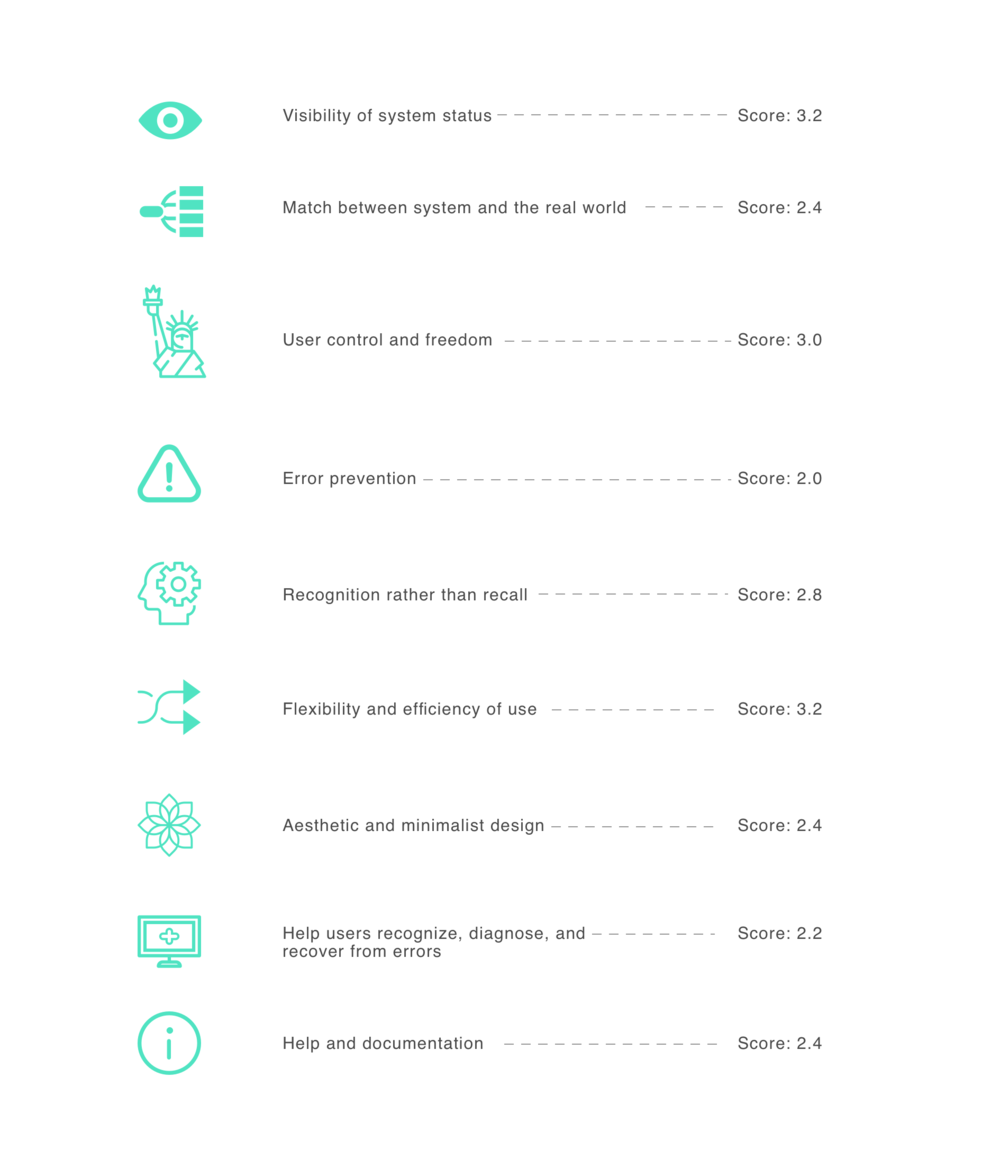 Visibility of system status Score: 3.2
Match between system and the real world Score: 2.4
User control and freedom Score: 3.0
Error prevention Score: 2.0
Recognition rather than recall Score: 2.8
Flexibility and efficiency of use Score: 3.2
Aesthetic and minimalist design Score: 2.4
Help users recognize, diagnose, and Score: 2.2
recover from errors
Help and documentation Score: 2.4